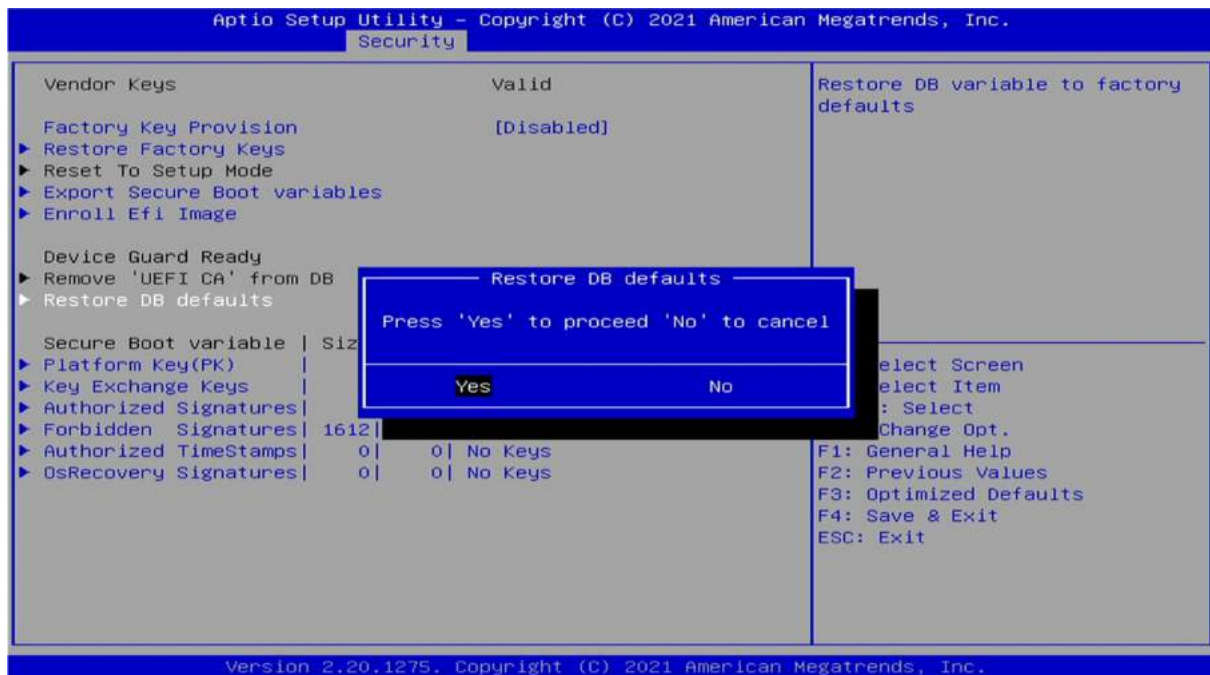 Aptio Setup Utility – Copyright (C) 2021 American Megatrends, Inc.
Security
Vendor Keys Valid
Factory Key Provision [Disabled]
► Restore Factory Keys
► Reset To Setup Mode
► Export Secure Boot variables
► Enroll Efi Image
Device Guard Ready
► Remove 'UEFI CA' from DB
► Restore DB defaults
Secure Boot variable | Siz
► Platform Key(PK) |
► Key Exchange Keys |
► Authorized Signatures|
► Forbidden Signatures| 1612|
► Authorized TimeStamps| 0| 0| No Keys
► OsRecovery Signatures| 0| 0| No Keys
Restore DB defaults
Press 'Yes' to proceed 'No' to cancel
Yes No
Restore DB variable to factory
defaults
elect Screen
elect Item
: Select
Change Opt.
F1: General Help
F2: Previous Values
F3: Optimized Defaults
F4: Save & Exit
ESC: Exit
Version 2.20.1275. Copyright (C) 2021 American Megatrends, Inc.